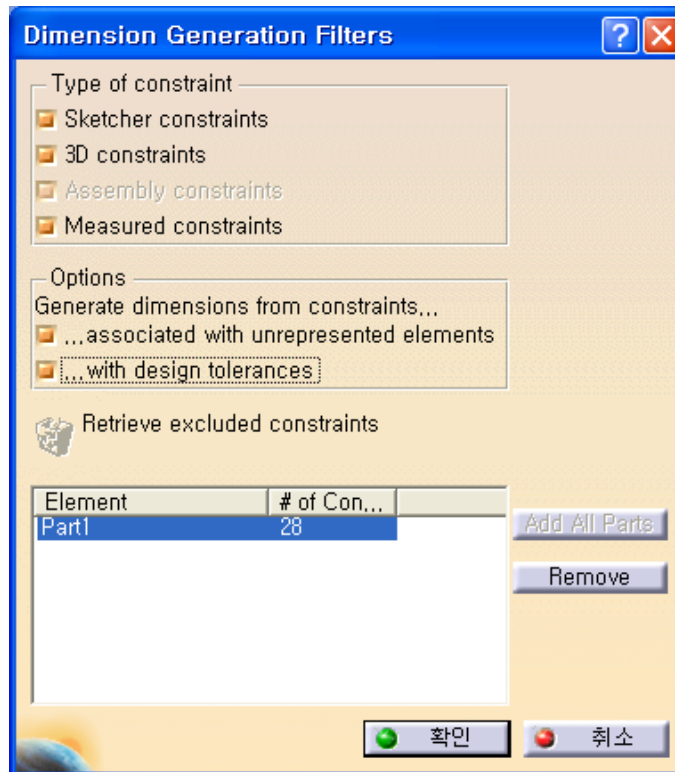 Dimension Generation Filters
Type of constraint
Sketcher constraints
3D constraints
Assembly constraints
Measured constraints
Options
Generate dimensions from constraints...
...associated with unrepresented elements
...with design tolerances
Retrieve excluded constraints
Element # of Con...
Part1 28
Add All Parts
Remove
확인 취소